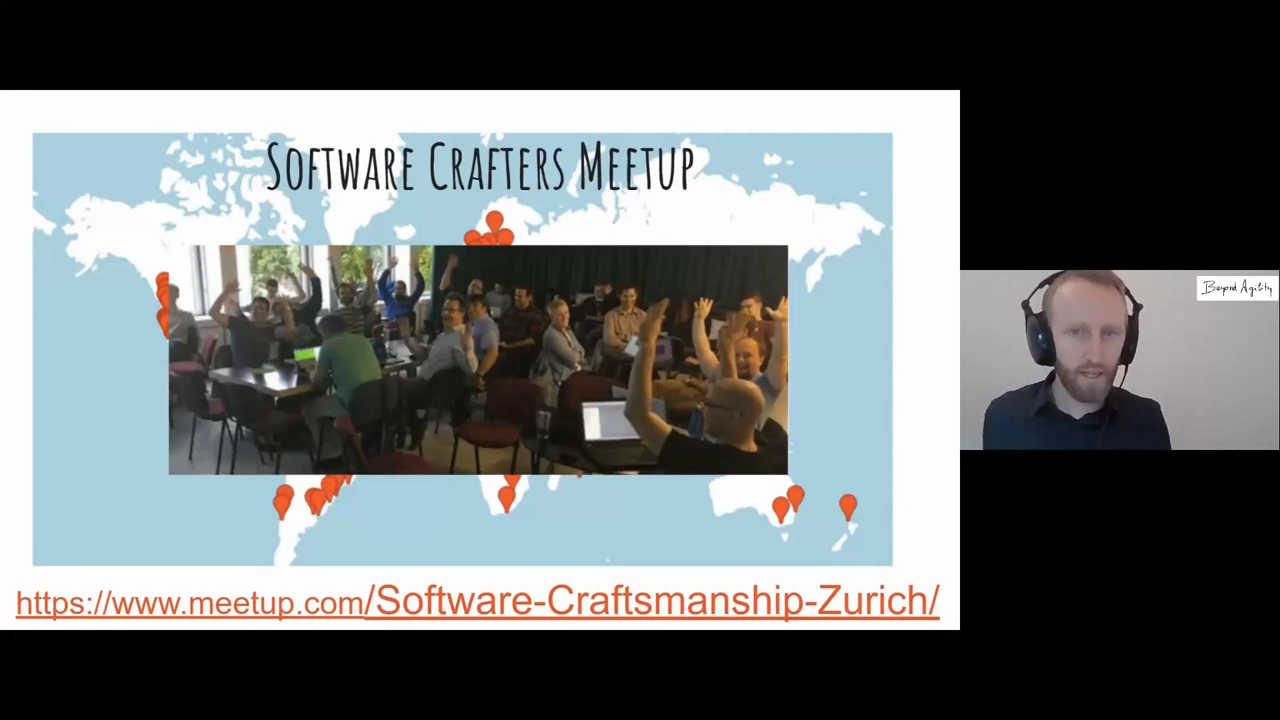 SOFTWARE CRAFTERS MEETUP
https://www.meetup.com/Software-Craftsmanship-Zurich/
Beyond Agility